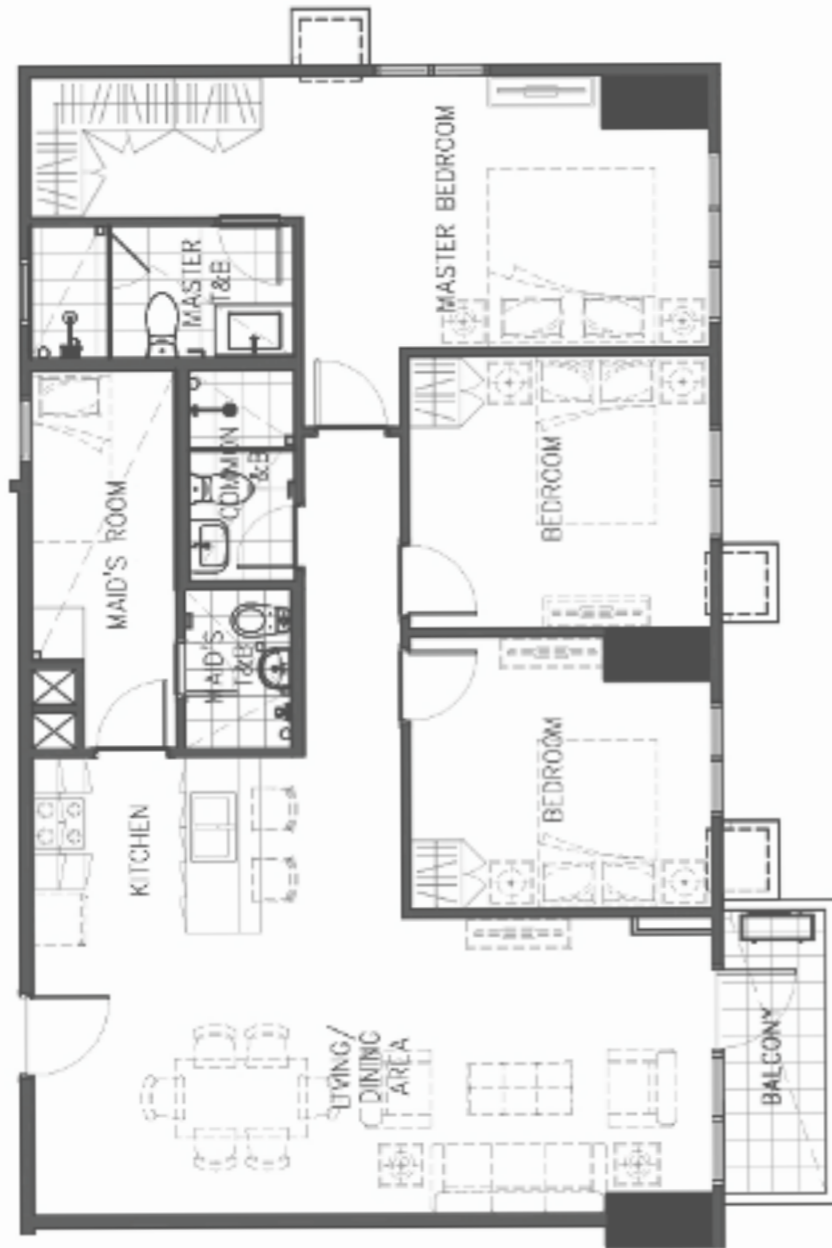 MASTER BEDROOM
MASTER
T&B
COMMON
T&B
BEDROOM
MAID'S ROOM
MAID'S
T&B
BEDROOM
KITCHEN
LIVING/
DINING
AREA
BALCONY